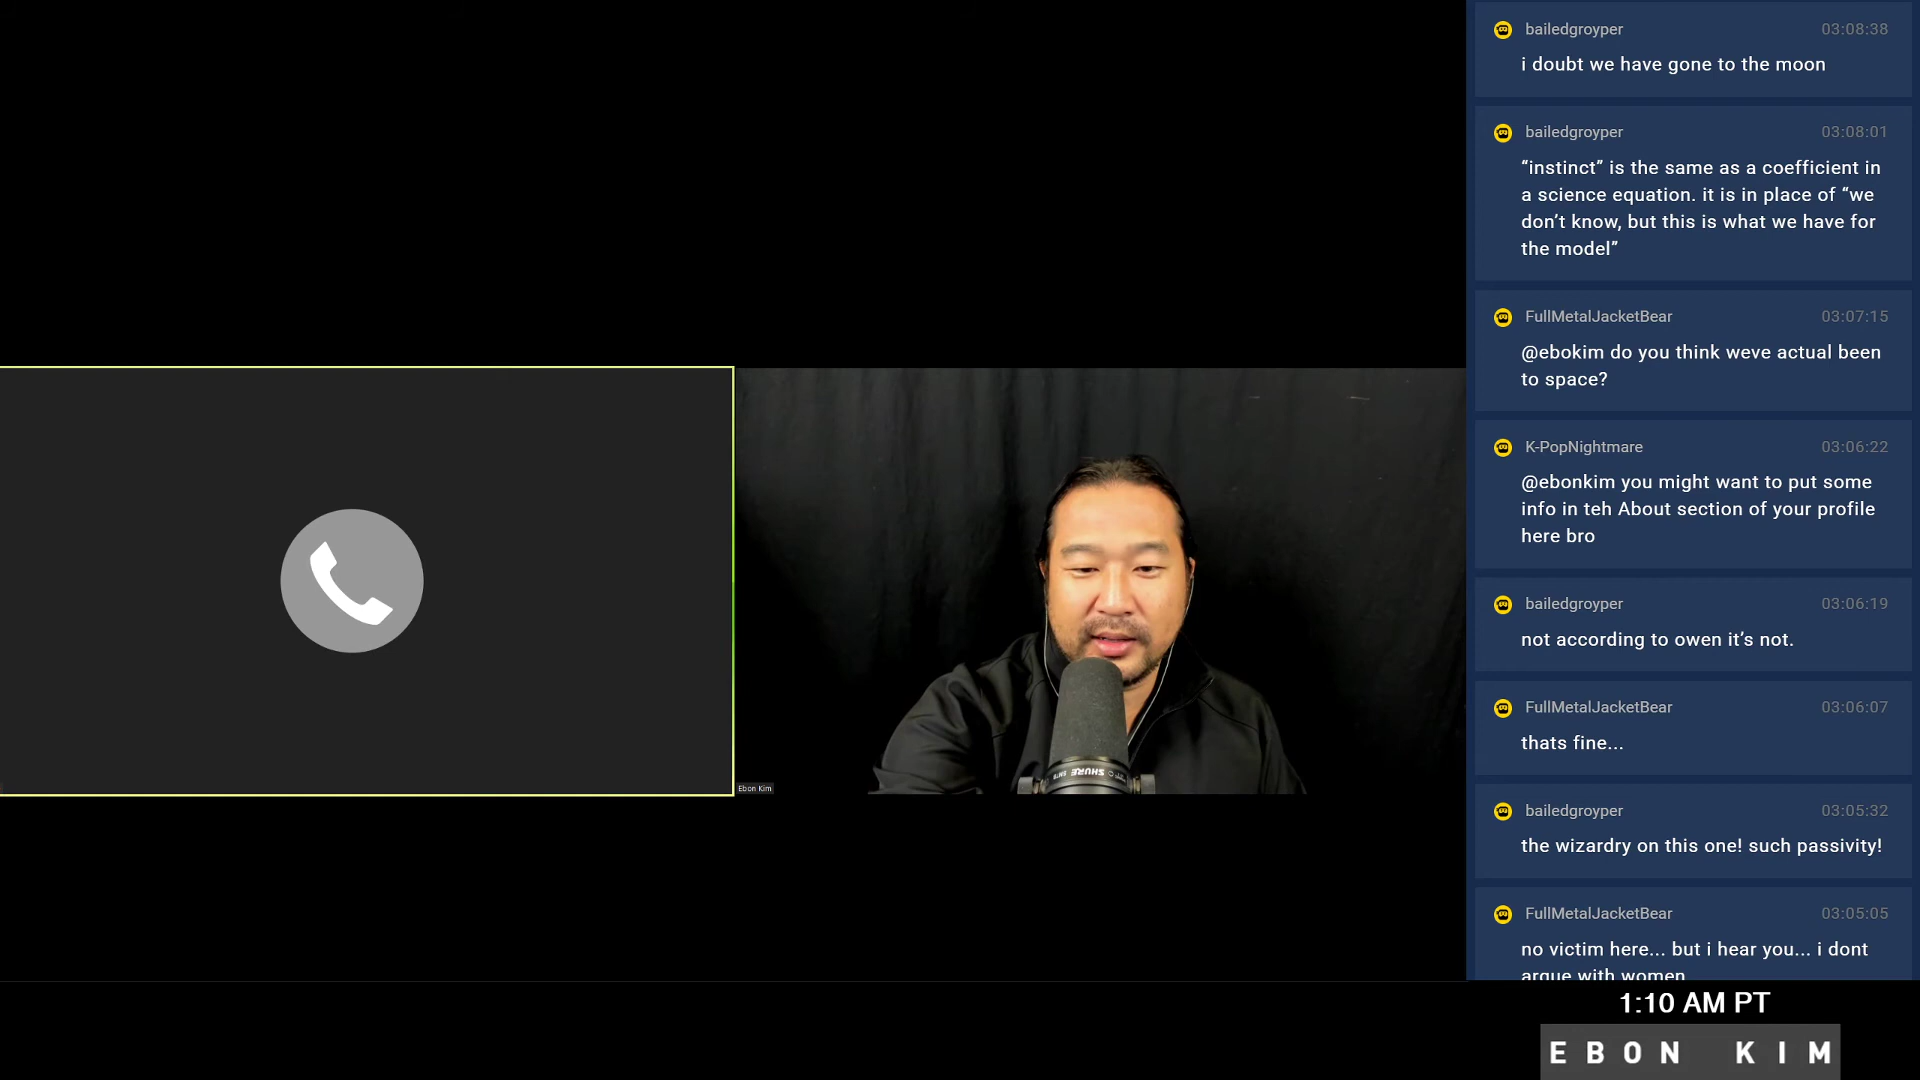 bailedgroyper 03:08:38
i doubt we have gone to the moon
bailedgroyper 03:08:01
“instinct” is the same as a coefficient in
a science equation. it is in place of “we
don’t know, but this is what we have for
the model”
FullMetalJacketBear 03:07:15
@ebokim do you think weve actual been
to space?
K-PopNightmare 03:06:22
@ebonkim you might want to put some
info in teh About section of your profile
here bro
bailedgroyper 03:06:19
not according to owen it’s not.
FullMetalJacketBear 03:06:07
thats fine...
bailedgroyper 03:05:32
the wizardry on this one! such passivity!
FullMetalJacketBear 03:05:05
no victim here... but i hear you... i dont
argue with women
Ebon Kim
SHURE
1:10 AM PT
EBON KIM